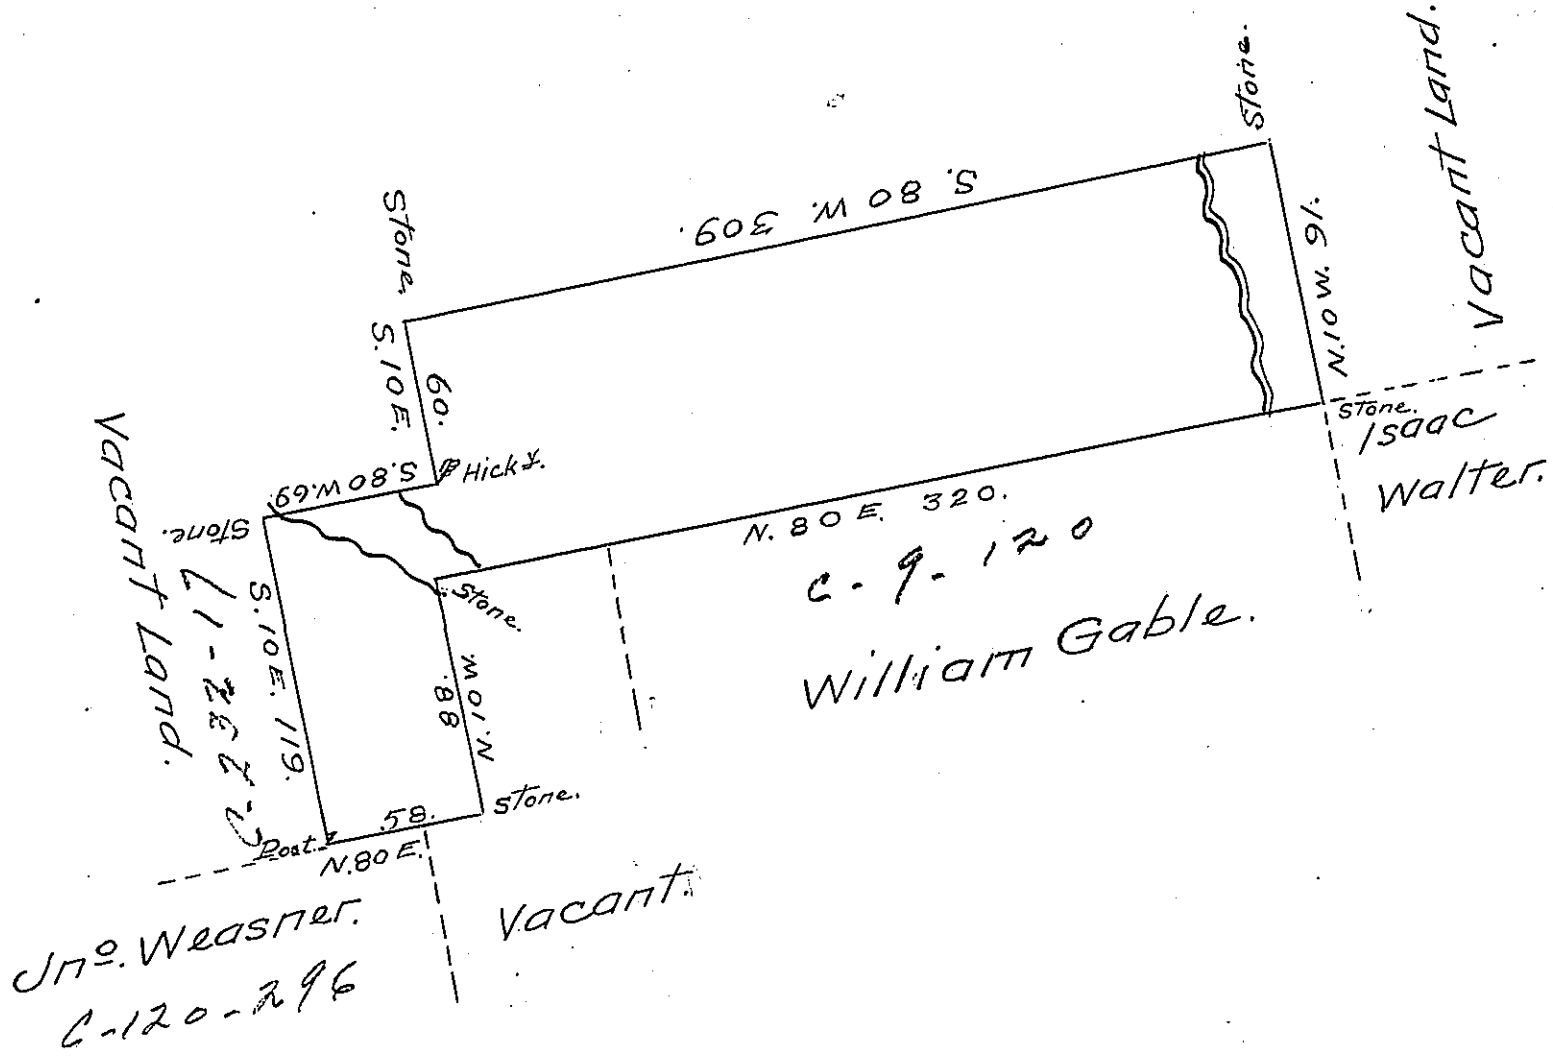 Vacant Land.
Stone.
S. 80 W. 309.
N. 10 W. 91.
Stone.
S. 10 E.
60.
Hicky.
S. 80 W. 69.
Stone.
Vacant Land.
S. 10 E. 119.
Stone.
N. 80 E. 320.
C-9-120
William Gable.
Stone.
Isaac
Walter.
N. 10 W
88.
Stone.
58.
N. 80 E.
Post.
Jno. Weasner.
C-120-296
Vacant.